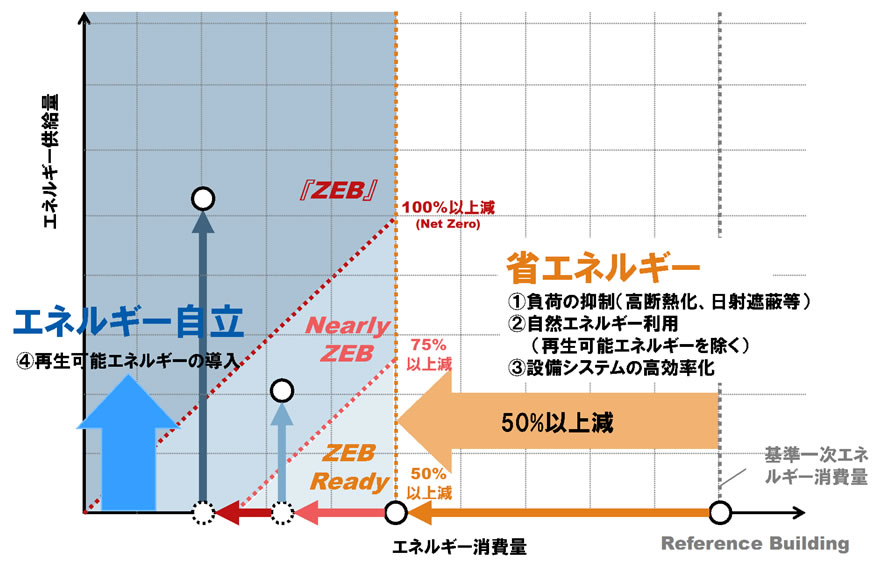 エネルギー供給量
『ZEB』
100%以上減
(Net Zero)
省エネルギー
①負荷の抑制（高断熱化、日射遮蔽等）
②自然エネルギー利用
（再生可能エネルギーを除く）
③設備システムの高効率化
エネルギー自立
④再生可能エネルギーの導入
Nearly
ZEB
75%
以上減
50%以上減
ZEB
Ready
50%
以上減
基準一次エネ
ルギー消費量
エネルギー消費量
Reference Building